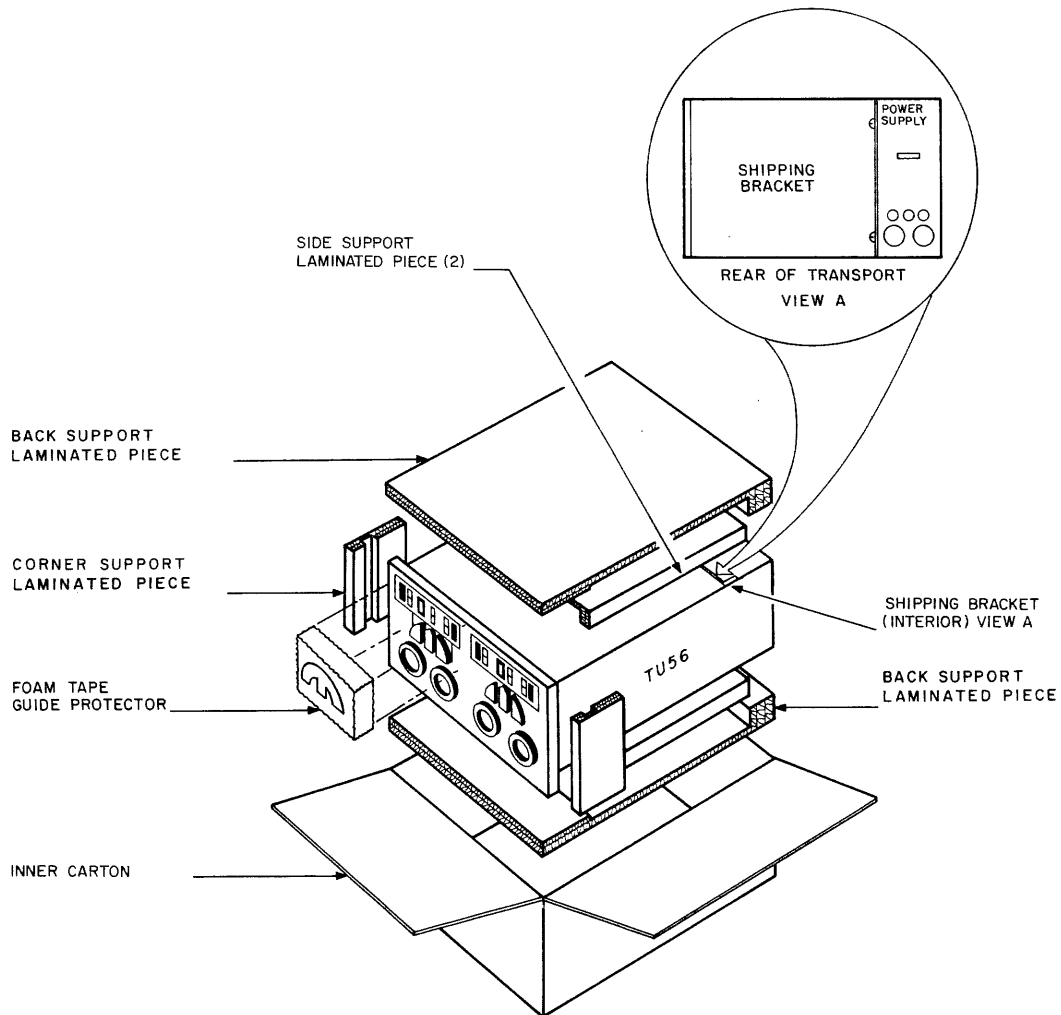 POWER
SUPPLY
SHIPPING
BRACKET
REAR OF TRANSPORT
VIEW A
SIDE SUPPORT
LAMINATED PIECE (2)
BACK SUPPORT
LAMINATED PIECE
CORNER SUPPORT
LAMINATED PIECE
SHIPPING BRACKET
(INTERIOR) VIEW A
TU56
FOAM TAPE
GUIDE PROTECTOR
BACK SUPPORT
LAMINATED PIECE
INNER CARTON